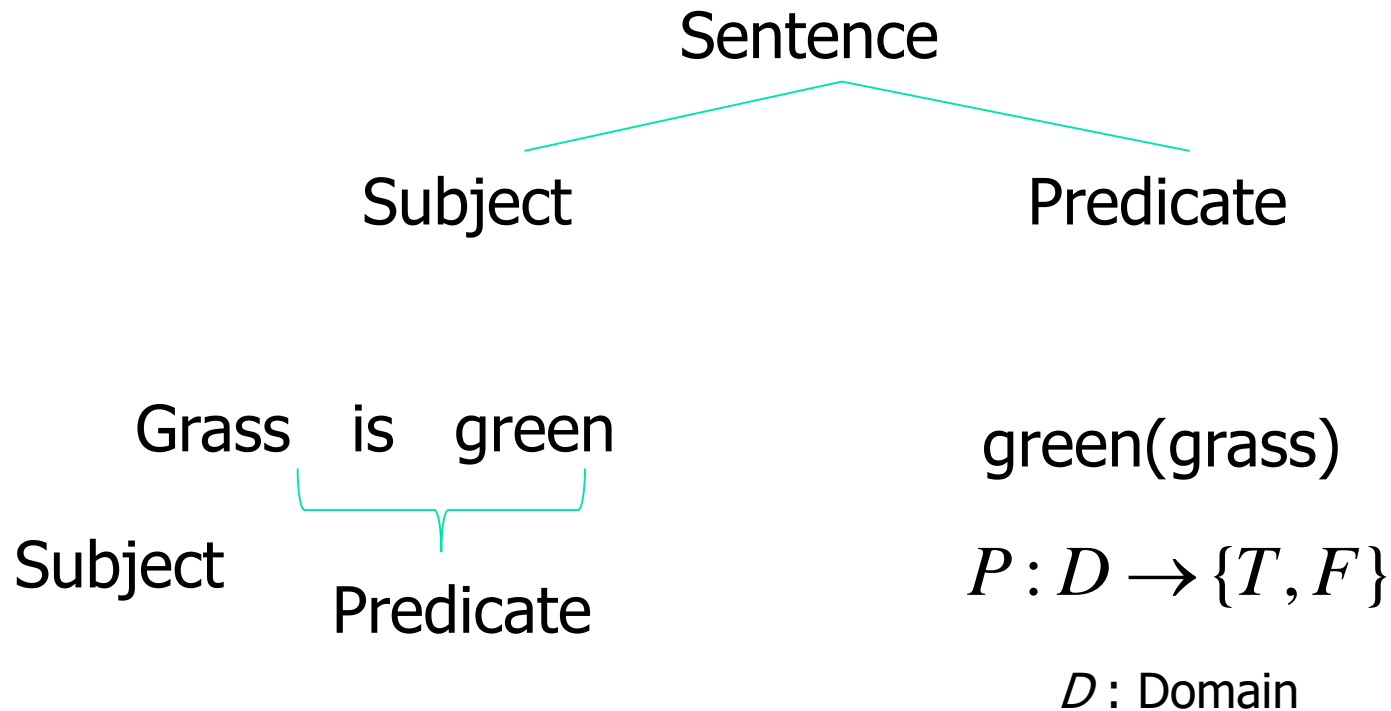 Sentence
Subject Predicate
Grass is green
green(grass)
Subject
Predicate
P : D → {T, F}
D : Domain